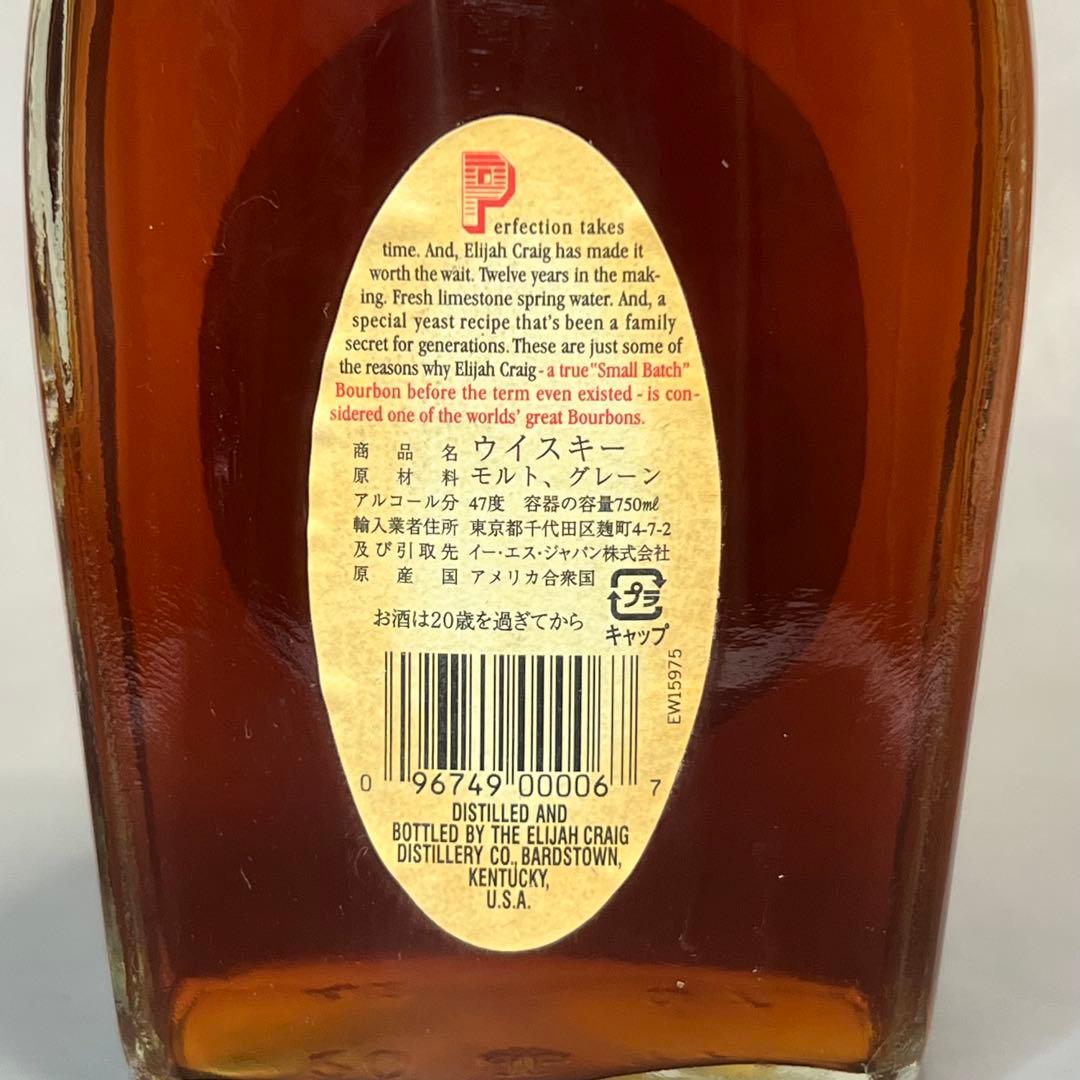 Perfection takes
time. And, Elijah Craig has made it
worth the wait. Twelve years in the mak-
ing. Fresh limestone spring water. And, a
special yeast recipe that's been a family
secret for generations. These are just some of
the reasons why Elijah Craig - a true "Small Batch"
Bourbon before the term even existed - is con-
sidered one of the worlds' great Bourbons.
商品名 ウイスキー
原材料 モルト、グレーン
アルコール分 47度 容器の容量750ml
輸入業者住所 東京都千代田区麹町4-7-2
及び引取先 イー・エス・ジャパン株式会社
原産国 アメリカ合衆国
プラ
お酒は20歳を過ぎてから キャップ
EW15975
0 96749 00006 7
DISTILLED AND
BOTTLED BY THE ELIJAH CRAIG
DISTILLERY CO., BARDSTOWN,
KENTUCKY,
U.S.A.